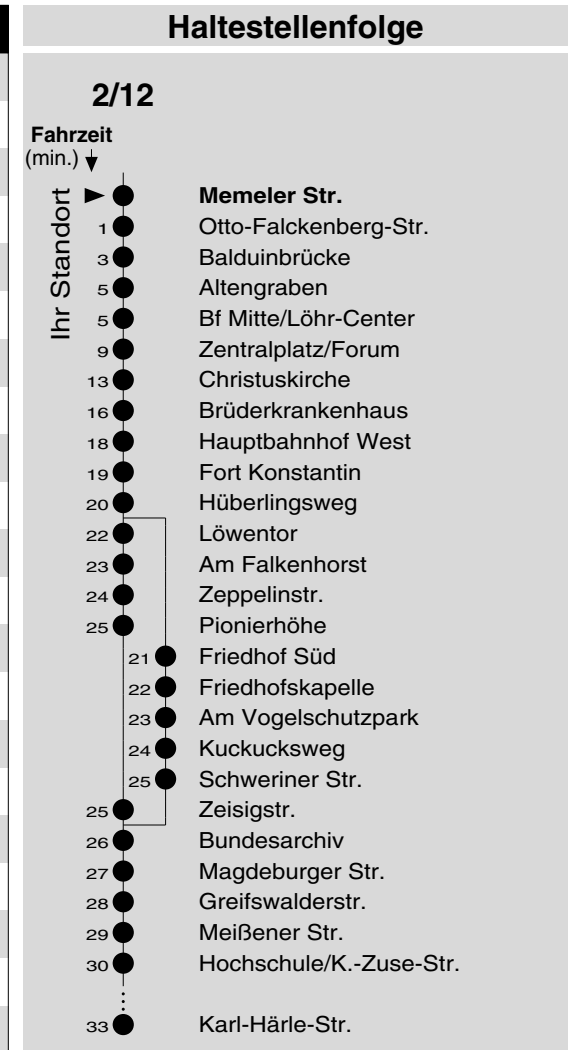 Haltestellenfolge
2/12
Fahrzeit
(min.)
Ihr Standort
Memeler Str.
1 Otto-Falckenberg-Str.
3 Balduinbrücke
5 Altengraben
5 Bf Mitte/Löhr-Center
9 Zentralplatz/Forum
13 Christuskirche
16 Brüderkrankenhaus
18 Hauptbahnhof West
19 Fort Konstantin
20 Hüberlingsweg
22 Löwentor
23 Am Falkenhorst
24 Zeppelinstr.
25 Pionierhöhe
21 Friedhof Süd
22 Friedhofskapelle
23 Am Vogelschutzpark
24 Kuckucksweg
25 Schweriner Str.
25 Zeisigstr.
26 Bundesarchiv
27 Magdeburger Str.
28 Greifswalderstr.
29 Meißener Str.
30 Hochschule/K.-Zuse-Str.
33 Karl-Härle-Str.